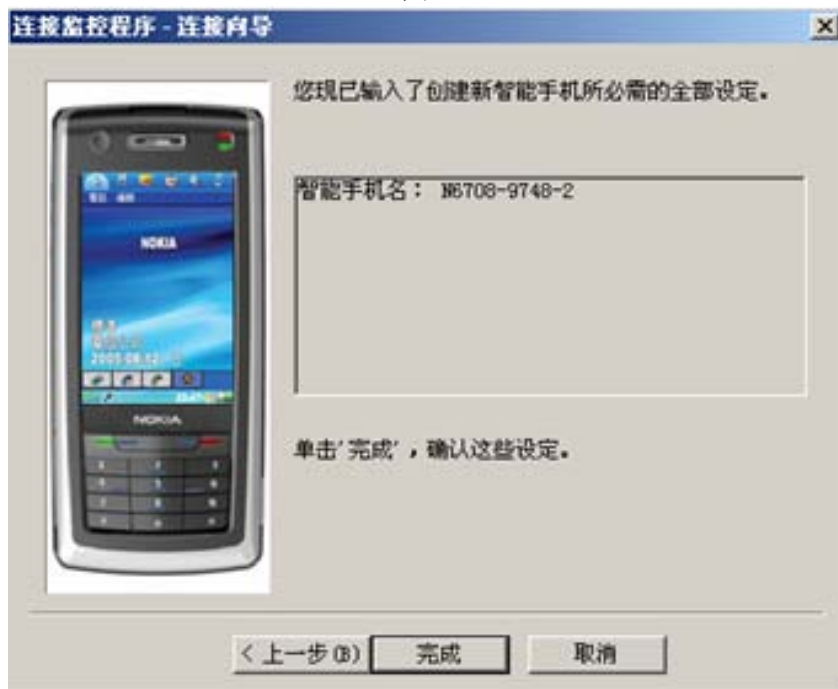 连接监控程序 - 连接向导
您现已输入了创建新智能手机所必需的全部设定。
智能手机名： N6708-9748-2
NOKIA
NOKIA
单击'完成'，确认这些设定。
< 上一步(B)
完成
取消